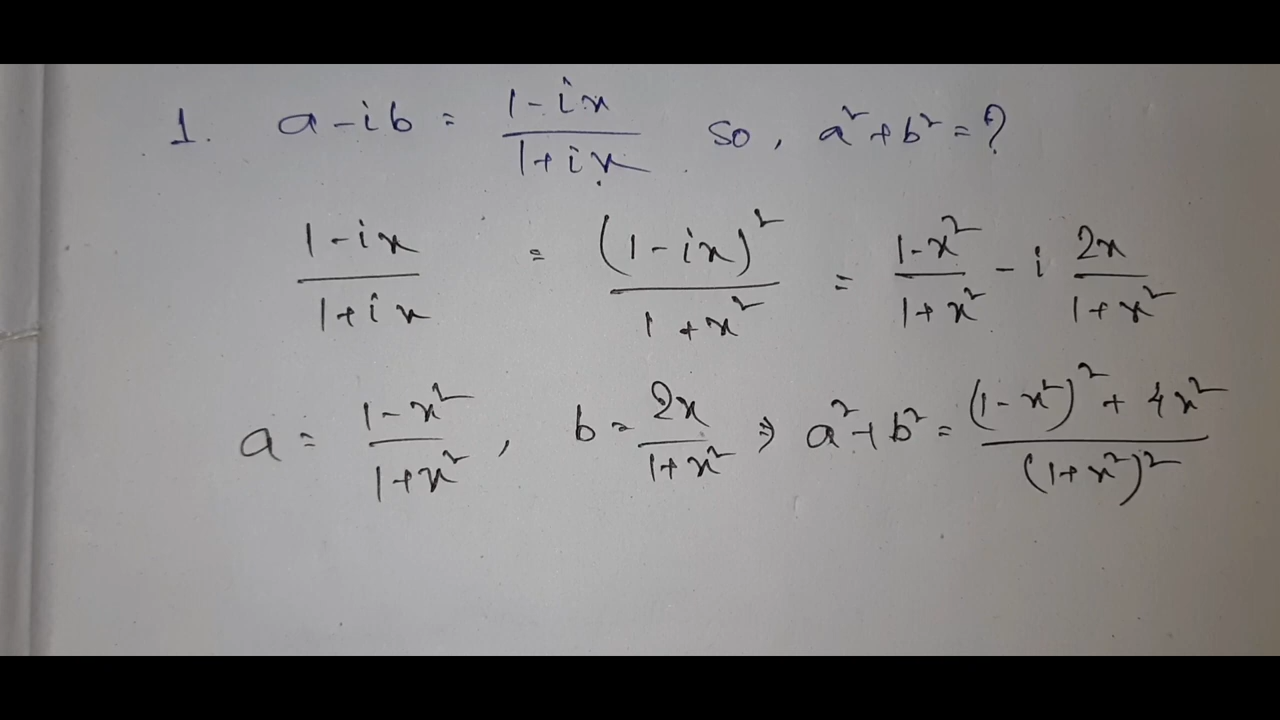 1. a - ib = (1 - ix)/(1 + ix) so, a² + b² = ?
(1 - ix)/(1 + ix) = (1 - ix)²/(1 + x²) = (1 - x²)/(1 + x²) - i 2x/(1 + x²)
a = (1 - x²)/(1 + x²), b = 2x/(1 + x²) ⇒ a² + b² = ((1 - x²)² + 4x²)/(1 + x²)²